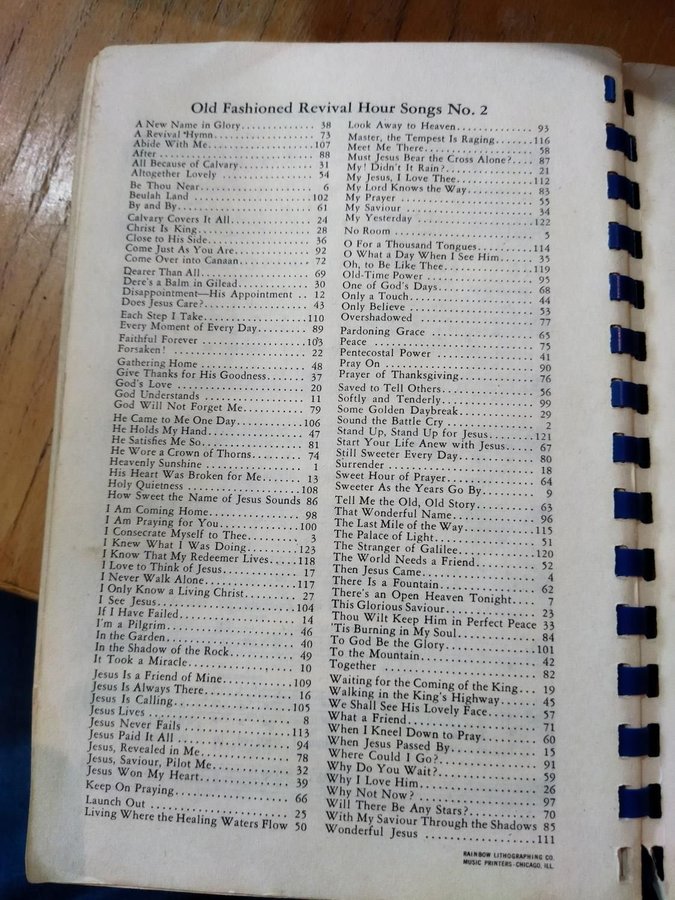 Old Fashioned Revival Hour Songs No. 2
A New Name in Glory 38
A Revival Hymn 73
Abide With Me 107
After 88
All Because of Calvary 31
Altogether Lovely 54
Be Thou Near 6
Beulah Land 102
By and By 61
Calvary Covers It All 24
Christ Is King 28
Close to His Side 36
Come Just As You Are 92
Come Over into Canaan 72
Dearer Than All 69
Dere's a Balm in Gilead 30
Disappointment—His Appointment 12
Does Jesus Care? 43
Each Step I Take 110
Every Moment of Every Day 89
Faithful Forever 103
Forsaken! 22
Gathering Home 48
Give Thanks for His Goodness 37
God's Love 20
God Understands 11
God Will Not Forget Me 79
He Came to Me One Day 106
He Holds My Hand 47
He Satisfies Me So 81
He Wore a Crown of Thorns 74
Heavenly Sunshine 1
His Heart Was Broken for Me 13
Holy Quietness 108
How Sweet the Name of Jesus Sounds 86
I Am Coming Home 98
I Am Praying for You 100
I Consecrate Myself to Thee 3
I Knew What I Was Doing 123
I Know That My Redeemer Lives 118
I Love to Think of Jesus 17
I Never Walk Alone 117
I Only Know a Living Christ 27
I See Jesus 104
If I Have Failed 14
I'm a Pilgrim 46
In the Garden 40
In the Shadow of the Rock 49
It Took a Miracle 10
Jesus Is a Friend of Mine 109
Jesus Is Always There 16
Jesus Is Calling 105
Jesus Lives 8
Jesus Never Fails 113
Jesus Paid It All 94
Jesus, Revealed in Me 78
Jesus, Saviour, Pilot Me 32
Jesus Won My Heart 39
Keep On Praying 66
Launch Out 25
Living Where the Healing Waters Flow 50
Look Away to Heaven 93
Master, the Tempest Is Raging 116
Meet Me There 58
Must Jesus Bear the Cross Alone? 87
My! Didn't It Rain? 21
My Jesus, I Love Thee 112
My Lord Knows the Way 83
My Prayer 55
My Saviour 34
My Yesterday 122
No Room 5
O For a Thousand Tongues 114
O What a Day When I See Him 35
Oh, to Be Like Thee 119
Old-Time Power 95
One of God's Days 68
Only a Touch 44
Only Believe 53
Overshadowed 77
Pardoning Grace 65
Peace 75
Pentecostal Power 41
Pray On 90
Prayer of Thanksgiving 76
Saved to Tell Others 56
Softly and Tenderly 99
Some Golden Daybreak 29
Sound the Battle Cry 2
Stand Up, Stand Up for Jesus 121
Start Your Life Anew with Jesus 67
Still Sweeter Every Day 80
Surrender 18
Sweet Hour of Prayer 64
Sweeter As the Years Go By 9
Tell Me the Old, Old Story 63
That Wonderful Name 96
The Last Mile of the Way 115
The Palace of Light 51
The Stranger of Galilee 120
The World Needs a Friend 52
Then Jesus Came 4
There Is a Fountain 62
There's an Open Heaven Tonight 7
This Glorious Saviour 23
Thou Wilt Keep Him in Perfect Peace 33
'Tis Burning in My Soul 84
To God Be the Glory 101
To the Mountain 42
Together 82
Waiting for the Coming of the King 19
Walking in the King's Highway 45
We Shall See His Lovely Face 57
What a Friend 71
When I Kneel Down to Pray 60
When Jesus Passed By 15
Where Could I Go? 91
Why Do You Wait? 59
Why I Love Him 26
Why Not Now? 97
Will There Be Any Stars? 70
With My Saviour Through the Shadows 85
Wonderful Jesus 111
RAINBOW LITHOGRAPHING CO.
MUSIC PRINTERS-CHICAGO, ILL.